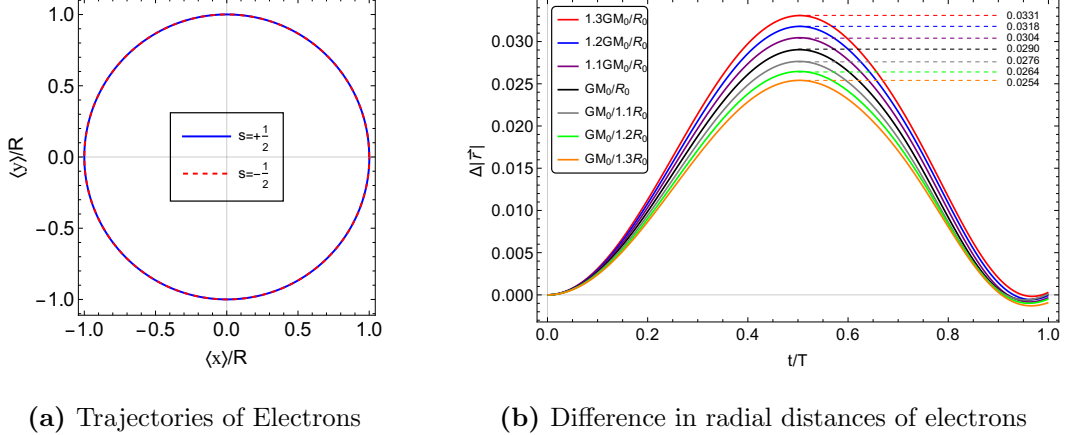 1.0
0.5
0.0
-0.5
-1.0
⟨y⟩/R
s=+1/2
s=-1/2
-1.0 -0.5 0.0 0.5 1.0
⟨x⟩/R
(a) Trajectories of Electrons
0.030
0.025
0.020
0.015
0.010
0.005
0.000
Δ|r⃗|
1.3GM₀/R₀
1.2GM₀/R₀
1.1GM₀/R₀
GM₀/R₀
GM₀/1.1R₀
GM₀/1.2R₀
GM₀/1.3R₀
0.0331
0.0318
0.0304
0.0290
0.0276
0.0264
0.0254
0.0 0.2 0.4 0.6 0.8 1.0
t/T
(b) Difference in radial distances of electrons